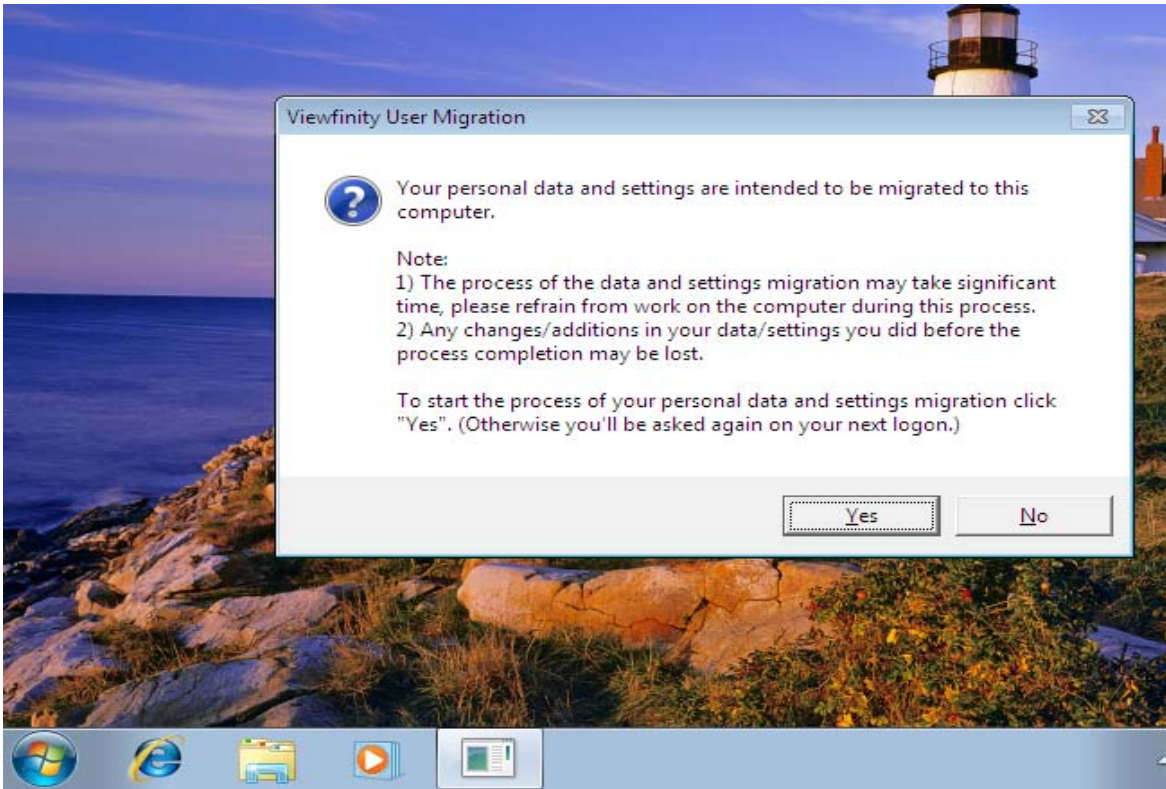 Viewfinity User Migration
Your personal data and settings are intended to be migrated to this
computer.
Note:
1) The process of the data and settings migration may take significant
time, please refrain from work on the computer during this process.
2) Any changes/additions in your data/settings you did before the
process completion may be lost.
To start the process of your personal data and settings migration click
"Yes". (Otherwise you'll be asked again on your next logon.)
Yes No